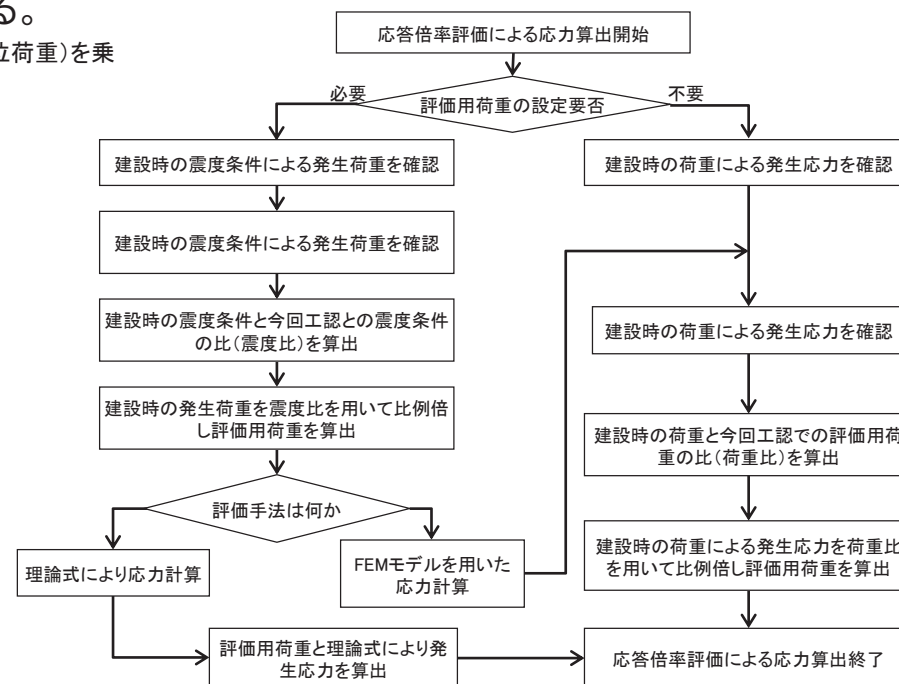 る。
位荷重)を乗
応答倍率評価による応力算出開始
必要
評価用荷重の設定要否
不要
建設時の震度条件による発生荷重を確認
建設時の荷重による発生応力を確認
建設時の震度条件による発生荷重を確認
建設時の震度条件と今回工認との震度条件
の比(震度比)を算出
建設時の荷重による発生応力を確認
建設時の発生荷重を震度比を用いて比例倍
し評価用荷重を算出
建設時の荷重と今回工認での評価用荷
重の比(荷重比)を算出
評価手法は何か
理論式により応力計算
FEMモデルを用いた
応力計算
建設時の荷重による発生応力を荷重比
を用いて比例倍し評価用荷重を算出
評価用荷重と理論式により発
生応力を算出
応答倍率評価による応力算出終了